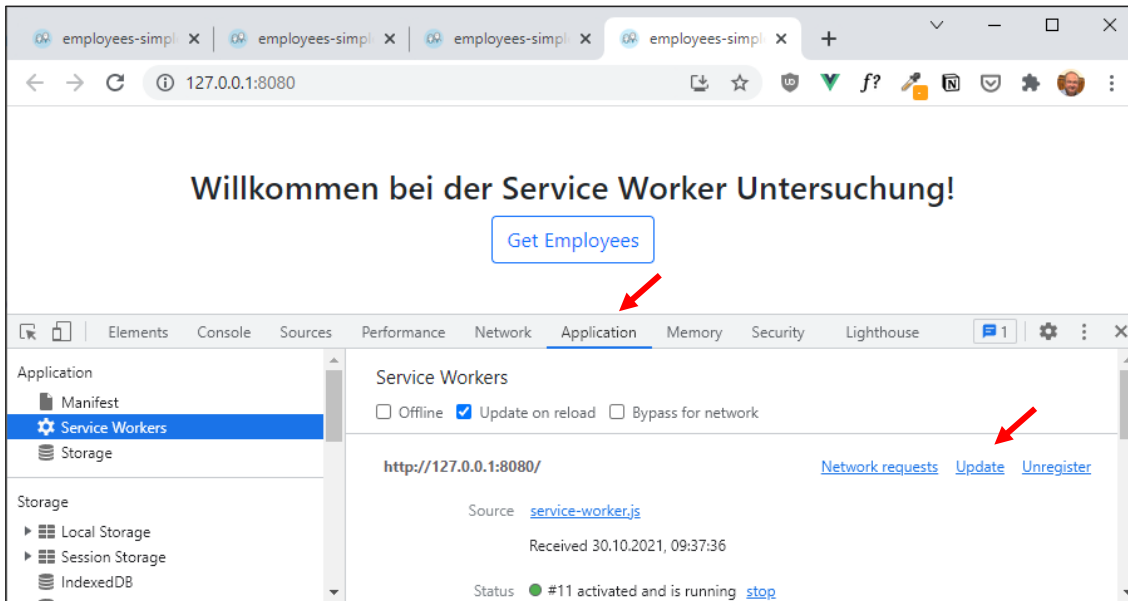 employees-simpl employees-simpl employees-simpl employees-simpl
127.0.0.1:8080 f?
Willkommen bei der Service Worker Untersuchung!
Get Employees
Elements Console Sources Performance Network Application Memory Security Lighthouse 1
Application
Manifest
Service Workers
Storage
Storage
Local Storage
Session Storage
IndexedDB
Service Workers
Offline Update on reload Bypass for network
http://127.0.0.1:8080/ Network requests Update Unregister
Source service-worker.js
Received 30.10.2021, 09:37:36
Status #11 activated and is running stop